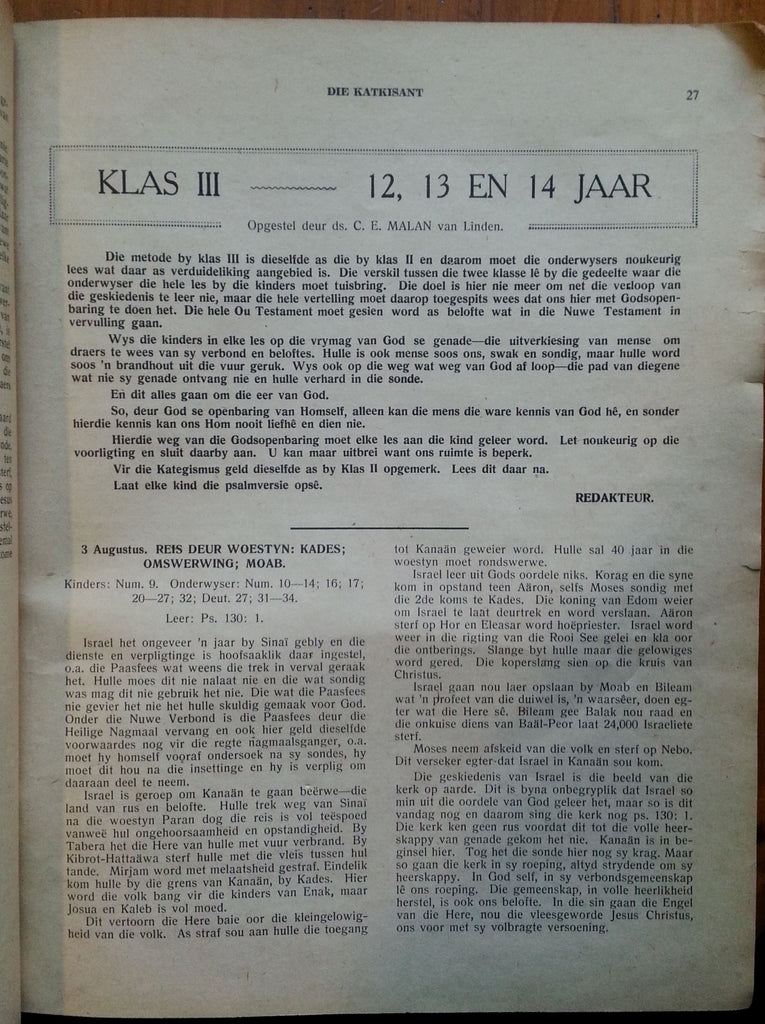 DIE KATKISANT
27
KLAS III
12, 13 EN 14 JAAR
Opgestel deur ds. C. E. MALAN van Linden.
Die metode by klas III is dieselfde as die by klas II en daarom moet die onderwysers noukeurig
lees wat daar as verduideliking aangebied is. Die verskil tussen die twee klasse lê by die gedeelte waar die
onderwyser die hele les by die kinders moet tuisbring. Die doel is hier nie meer om net die verloop van
die geskiedenis te leer nie, maar die hele vertelling moet daarop toegespits wees dat ons hier met Godsopen-
baring te doen het. Die hele Ou Testament moet gesien word as belofte wat in die Nuwe Testament in
vervulling gaan.
Wys die kinders in elke les op die vrymag van God se genade—die uitverkiesing van mense om
draers te wees van sy verbond en beloftes. Hulle is ook mense soos ons, swak en sondig, maar hulle word
soos 'n brandhout uit die vuur geruk. Wys ook op die weg wat weg van God af loop—die pad van diegene
wat nie sy genade ontvang nie en hulle verhard in die sonde.
En dit alles gaan om die eer van God.
So, deur God se openbaring van Homself, alleen kan die mens die ware kennis van God hê, en sonder
hierdie kennis kan ons Hom nooit liefhê en dien nie.
Hierdie weg van die Godsopenbaring moet elke les aan die kind geleer word. Let noukeurig op die
voorligting en sluit daarby aan. U kan maar uitbrei want ons ruimte is beperk.
Vir die Kategismus geld dieselfde as by Klas II opgemerk. Lees dit daar na.
Laat elke kind die psalmversie opsê.
REDAKTEUR.
3 Augustus. REIS DEUR WOESTYN: KADES;
OMSWERWING; MOAB.
Kinders: Num. 9. Onderwyser: Num. 10—14; 16; 17;
20—27; 32; Deut. 27; 31—34.
Leer: Ps. 130: 1.
Israel het ongeveer 'n jaar by Sinaï gebly en die
dienste en verpligtinge is hoofsaaklik daar ingestel,
o.a. die Paasfees wat weens die trek in verval geraak
het. Hulle moes dit nie nalaat nie en die wat sondig
was mag dit nie gebruik het nie. Die wat die Paasfees
nie gevier het nie het hulle skuldig gemaak voor God.
Onder die Nuwe Verbond is die Paasfees deur die
Heilige Nagmaal vervang en ook hier geld dieselfde
voorwaardes nog vir die regte nagmaalsganger, o.a.
moet hy homself vooraf ondersoek na sy sondes, hy
moet dit hou na die insettinge en hy is verplig om
daaraan deel te neem.
Israel is geroep om Kanaän te gaan beërwe—die
land van rus en belofte. Hulle trek weg van Sinaï
na die woestyn Paran dog die reis is vol teëspoed
vanweë hul ongehoorsaamheid en opstandigheid. By
Tabera het die Here van hulle met vuur verbrand. By
Kibrot-Hattaäwa sterf hulle met die vleis tussen hul
tande. Mirjam word met melaatsheid gestraf. Eindelik
kom hulle by die grens van Kanaän, by Kades. Hier
word die volk bang vir die kinders van Enak, maar
Josua en Kaleb is vol moed.
Dit vertoorn die Here baie oor die kleingelowig-
heid van die volk. As straf sou aan hulle die toegang
tot Kanaän geweier word. Hulle sal 40 jaar in die
woestyn moet rondswerwe.
Israel leer uit Gods oordele niks. Korag en die syne
kom in opstand teen Aäron, selfs Moses sondig met
die 2de koms te Kades. Die koning van Edom weier
om Israel te laat deurtrek en word verslaan. Aäron
sterf op Hor en Eleasar word hoëpriester. Israel word
weer in die rigting van die Rooi See gelei en kla oor
die ontberings. Slange byt hulle maar die gelowiges
word gered. Die koperslang sien op die kruis van
Christus.
Israel gaan nou laer opslaan by Moab en Bileam
wat 'n profeet van die duiwel is, 'n waarsêer, doen eg-
ter wat die Here sê. Bileam gee Balak nou raad en
die onkuise diens van Baäl-Peor laat 24,000 Israeliete
sterf.
Moses neem afskeid van die volk en sterf op Nebo.
Dit verseker egter dat Israel in Kanaän sou kom.
Die geskiedenis van Israel is die beeld van die
kerk op aarde. Dit is byna onbegryplik dat Israel so
min uit die oordele van God geleer het, maar so is dit
vandag nog en daarom sing die kerk nog ps. 130: 1.
Die kerk ken geen rus voordat dit tot die volle heer-
skappy van genade gekom het nie. Kanaän is in be-
ginsel hier. Tog het die sonde hier nog sy krag. Maar
so gaan die kerk in sy roeping, altyd strydende om sy
heerskappy. In God self, in sy verbondsgemeenskap
lê ons roeping. Die gemeenskap, in volle heerlikheid
herstel, is ook ons belofte. In die sin gaan die Engel
van die Here, nou die vleesgeworde Jesus Christus,
ons voor met sy volbragte versoening.